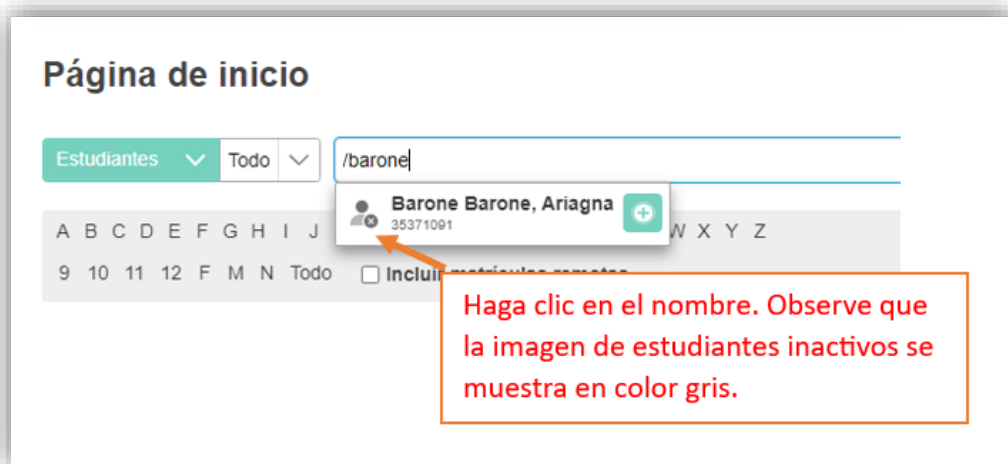 Página de inicio
Estudiantes Todo /barone
Barone Barone, Ariagna
35371091
A B C D E F G H I J W X Y Z
9 10 11 12 F M N Todo Incluir
Haga clic en el nombre. Observe que
la imagen de estudiantes inactivos se
muestra en color gris.